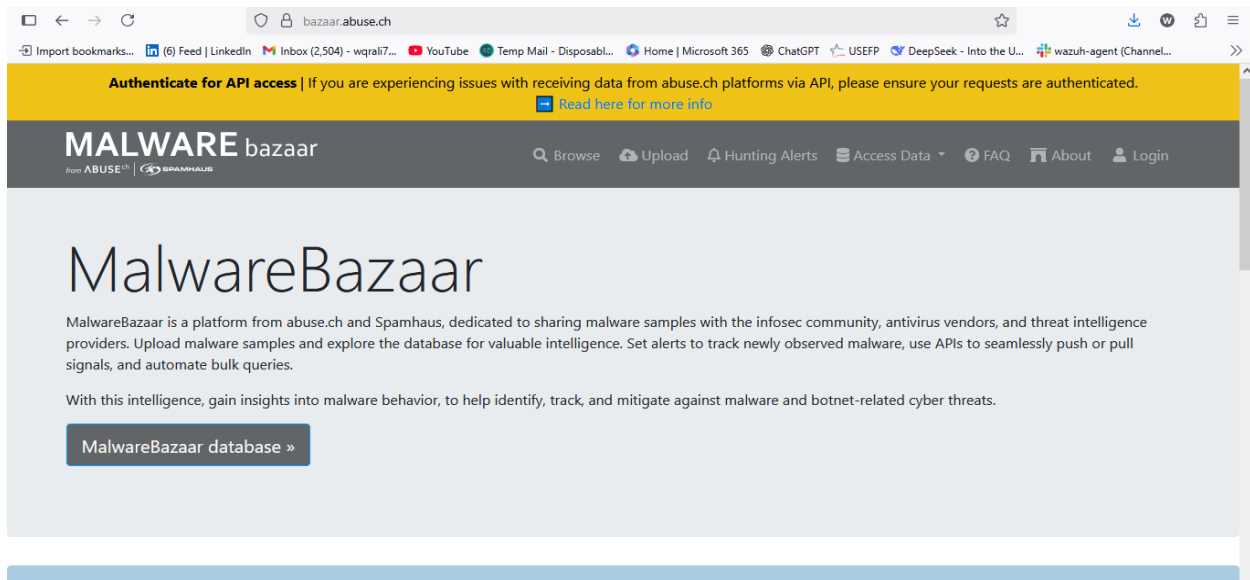 bazaar.abuse.ch
Import bookmarks... (6) Feed | LinkedIn Inbox (2,504) - wqrali7... YouTube Temp Mail - Disposabl... Home | Microsoft 365 ChatGPT USEFP DeepSeek - Into the U... wazuh-agent (Channel...
Authenticate for API access | If you are experiencing issues with receiving data from abuse.ch platforms via API, please ensure your requests are authenticated.
Read here for more info
MALWARE bazaar
from ABUSE ch | SPAMHAUS
Browse Upload Hunting Alerts Access Data FAQ About Login
MalwareBazaar
MalwareBazaar is a platform from abuse.ch and Spamhaus, dedicated to sharing malware samples with the infosec community, antivirus vendors, and threat intelligence
providers. Upload malware samples and explore the database for valuable intelligence. Set alerts to track newly observed malware, use APIs to seamlessly push or pull
signals, and automate bulk queries.
With this intelligence, gain insights into malware behavior, to help identify, track, and mitigate against malware and botnet-related cyber threats.
MalwareBazaar database »